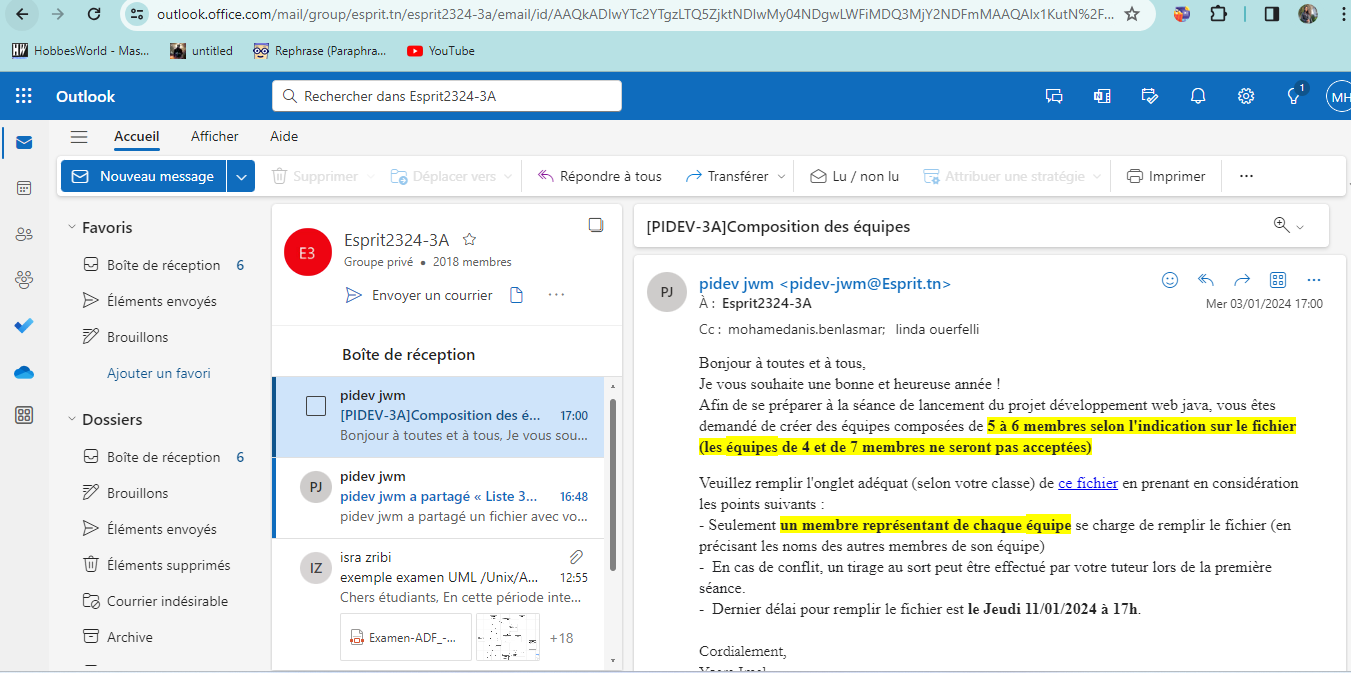 outlook.office.com/mail/group/esprit.tn/esprit2324-3a/email/id/AAQkADIwYTc2YTgzLTQ5ZjktNDIwMy04NDgwLWFiMDQ3MjY2NDFmMAAQAIx1KutN%2F...
HobbesWorld - Mas...
untitled
Rephrase (Paraphra...
YouTube
Outlook
Rechercher dans Esprit2324-3A
1
MH
Accueil
Afficher
Aide
Nouveau message
Supprimer
Déplacer vers
Répondre à tous
Transférer
Lu / non lu
Attribuer une stratégie
Imprimer
...
Favoris
Boîte de réception 6
Éléments envoyés
Brouillons
Ajouter un favori
Dossiers
Boîte de réception 6
Brouillons
Éléments envoyés
Éléments supprimés
Courrier indésirable
Archive
E3
Esprit2324-3A
Groupe privé • 2018 membres
Envoyer un courrier
...
Boîte de réception
pidev jwm
[PIDEV-3A]Composition des é... 17:00
Bonjour à toutes et à tous, Je vous sou...
PJ
pidev jwm
pidev jwm a partagé « Liste 3... 16:48
pidev jwm a partagé un fichier avec vo...
IZ
isra zribi
exemple examen UML /Unix/A... 12:55
Chers étudiants, En cette période inte...
Examen-ADF_-...
+18
[PIDEV-3A]Composition des équipes
PJ
pidev jwm <pidev-jwm@Esprit.tn>
À : Esprit2324-3A
Mer 03/01/2024 17:00
Cc : mohamedanis.benlasmar; linda ouerfelli
Bonjour à toutes et à tous,
Je vous souhaite une bonne et heureuse année !
Afin de se préparer à la séance de lancement du projet développement web java, vous êtes
demandé de créer des équipes composées de 5 à 6 membres selon l'indication sur le fichier
(les équipes de 4 et de 7 membres ne seront pas acceptées)
Veuillez remplir l'onglet adéquat (selon votre classe) de ce fichier en prenant en considération
les points suivants :
- Seulement un membre représentant de chaque équipe se charge de remplir le fichier (en
précisant les noms des autres membres de son équipe)
- En cas de conflit, un tirage au sort peut être effectué par votre tuteur lors de la première
séance.
- Dernier délai pour remplir le fichier est le Jeudi 11/01/2024 à 17h.
Cordialement,